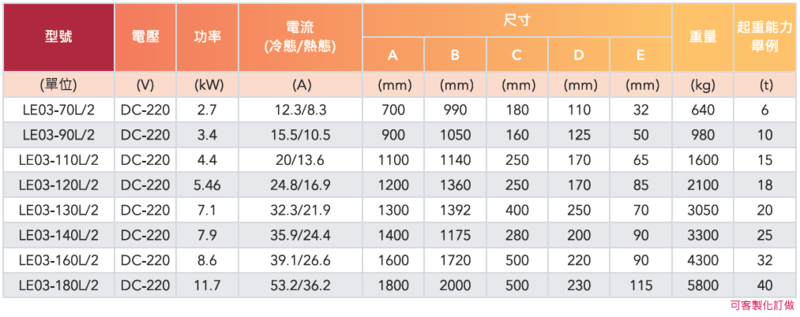 型號 電壓 功率 電流 (冷態/熱態) 尺寸 重量 起重能力 舉例
A B C D E
(單位) (V) (kW) (A) (mm) (mm) (mm) (mm) (mm) (kg) (t)
LE03-70L/2 DC-220 2.7 12.3/8.3 700 990 180 110 32 640 6
LE03-90L/2 DC-220 3.4 15.5/10.5 900 1050 160 125 50 980 10
LE03-110L/2 DC-220 4.4 20/13.6 1100 1140 250 170 65 1600 15
LE03-120L/2 DC-220 5.46 24.8/16.9 1200 1360 250 170 85 2100 18
LE03-130L/2 DC-220 7.1 32.3/21.9 1300 1392 400 250 70 3050 20
LE03-140L/2 DC-220 7.9 35.9/24.4 1400 1175 280 200 90 3300 25
LE03-160L/2 DC-220 8.6 39.1/26.6 1600 1720 500 220 90 4300 32
LE03-180L/2 DC-220 11.7 53.2/36.2 1800 2000 500 230 115 5800 40
可客製化訂做